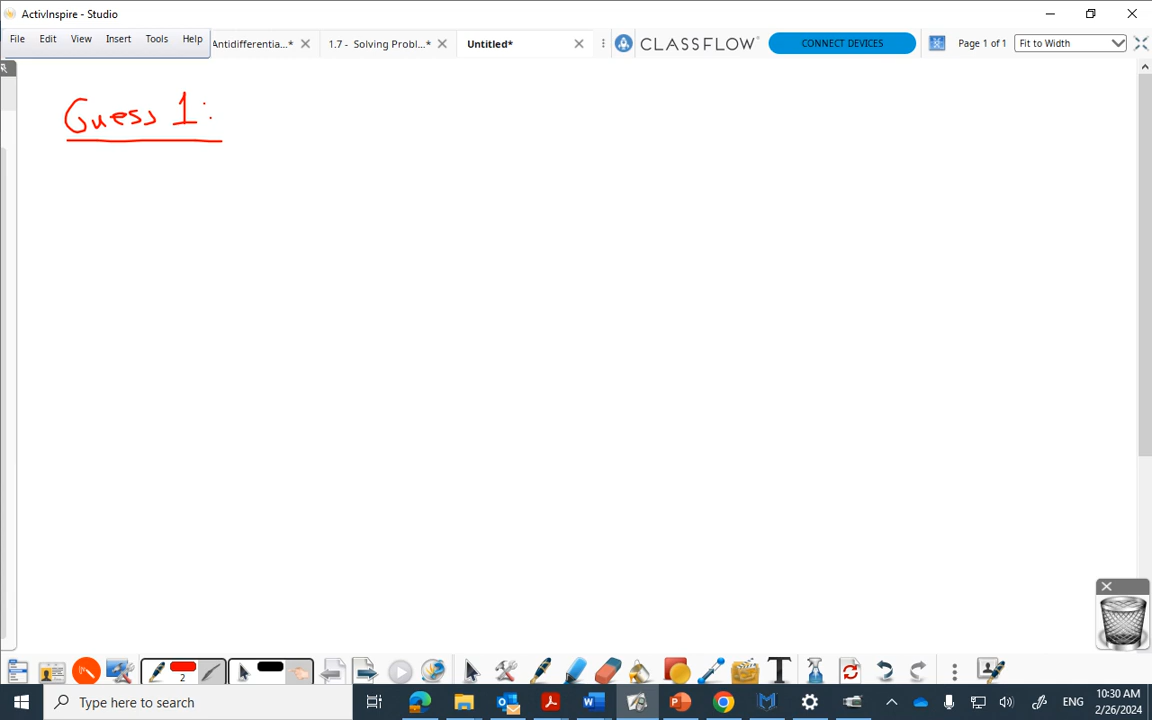 ActivInspire - Studio
File Edit View Insert Tools Help Antidifferentia...* 1.7 - Solving Probl...* Untitled* CLASSFLOW CONNECT DEVICES Page 1 of 1 Fit to Width
Guess 1:
2
Type here to search ENG 10:30 AM
2/26/2024